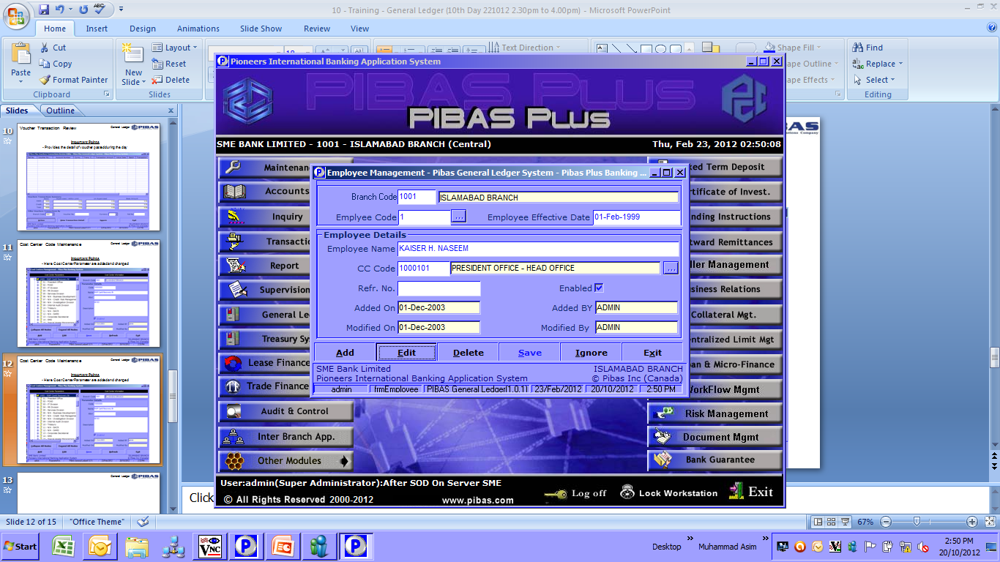 10 - Training - General Ledger (10th Day 221012 2.30pm to 4.00pm) - Microsoft PowerPoint
Home Insert Design Animations Slide Show Review View
Cut
Copy
Format Painter
Paste
Clipboard
New
Slide
Layout
Reset
Delete
Slides
Text Direction
Shape Fill
Shape Effects
Find
Replace
Select
Editing
Slides Outline
10
Voucher Transaction Review
General Ledger PIBAS
Important Points
- Provides the detail of voucher posted during the day
11
Cost Center Code Maintenance
General Ledger PIBAS
Important Points
- Here Cost Center Parameter are added and changed
12
Cost Center Code Maintenance
General Ledger PIBAS
Important Points
- Here Cost Center Parameter are added and changed
13
General Ledger PIBAS
Click
Pioneers International Banking Application System
PIBAS PLUS
PIBAS PLUS
SME BANK LIMITED - 1001 - ISLAMABAD BRANCH (Central)
Thu, Feb 23, 2012 02:50:08
Maintenan
Accounts
Inquiry
Transactio
Report
Supervision
General Le
Treasury Sy
Lease Finance
Trade Finance
Audit & Control
Inter Branch App.
Other Modules
ed Term Deposit
rtificate of Invest.
nding Instructions
tward Remittances
ller Management
siness Relations
Collateral Mgt.
ntralized Limit Mgt
an & Micro-Finance
WorkFlow Mgmt
Risk Management
Document Mgmt
Bank Guarantee
Employee Management - Pibas General Ledger System - Pibas Plus Banking ...
Branch Code 1001 ISLAMABAD BRANCH
Emplyee Code 1 ... Employee Effective Date 01-Feb-1999
Employee Details
Employee Name KAISER H. NASEEM
CC Code 1000101 PRESIDENT OFFICE - HEAD OFFICE ...
Refr. No. Enabled
Added On 01-Dec-2003 Added BY ADMIN
Modified On 01-Dec-2003 Modified By ADMIN
Add Edit Delete Save Ignore Exit
SME Bank Limited ISLAMABAD BRANCH
Pioneers International Banking Application System © Pibas Inc (Canada)
admin frmEmployee PIBAS General Ledger(1.0.1) 23/Feb/2012 20/10/2012 2:50 PM
User:admin(Super Administrator):After SOD On Server SME
© All Rights Reserved 2000-2012
www.pibas.com
Log off
Lock Workstation
Exit
Slide 12 of 15 "Office Theme" 67%
Start
Desktop
Muhammad Asim
2:50 PM
20/10/2012